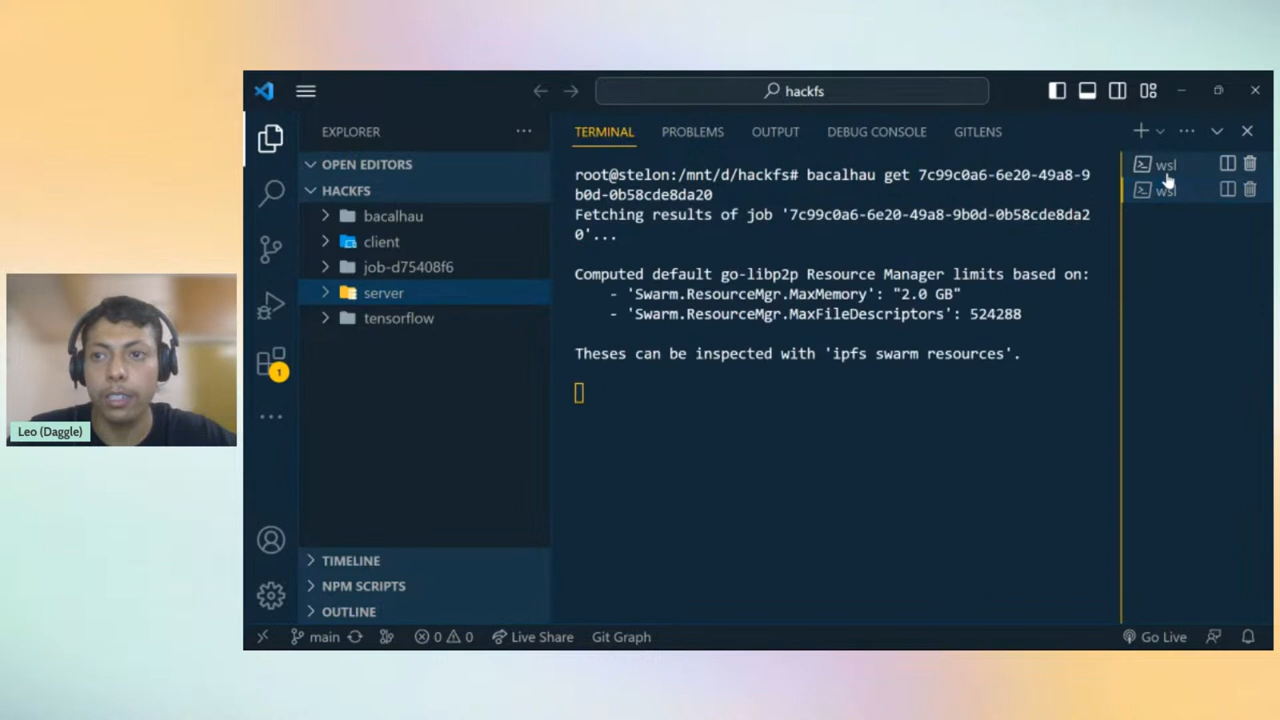 hackfs
EXPLORER
OPEN EDITORS
HACKFS
bacalhau
client
job-d75408f6
server
tensorflow
TIMELINE
NPM SCRIPTS
OUTLINE
1
TERMINAL PROBLEMS OUTPUT DEBUG CONSOLE GITLENS
root@stelon:/mnt/d/hackfs# bacalhau get 7c99c0a6-6e20-49a8-9
b0d-0b58cde8da20
Fetching results of job '7c99c0a6-6e20-49a8-9b0d-0b58cde8da2
0'...
Computed default go-libp2p Resource Manager limits based on:
- 'Swarm.ResourceMgr.MaxMemory': "2.0 GB"
- 'Swarm.ResourceMgr.MaxFileDescriptors': 524288
Theses can be inspected with 'ipfs swarm resources'.
wsl
wsl
main 0 0 Live Share Git Graph Go Live
Leo (Daggle)